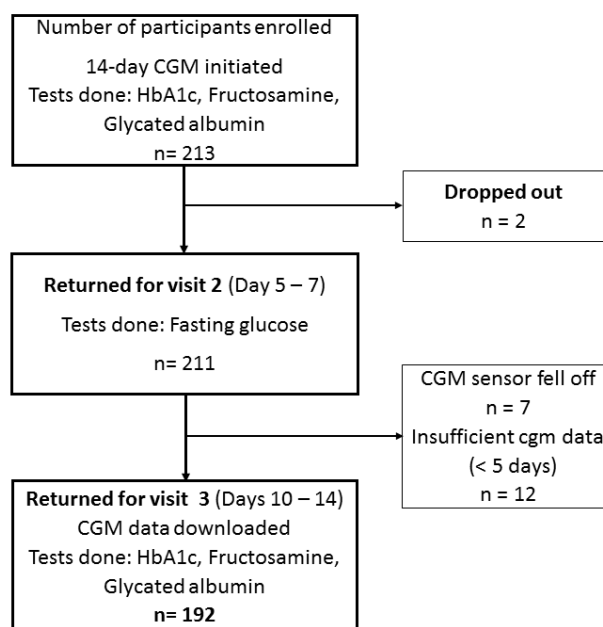 Number of participants enrolled
14-day CGM initiated
Tests done: HbA1c, Fructosamine,
Glycated albumin
n= 213
Dropped out
n = 2
Returned for visit 2 (Day 5 – 7)
Tests done: Fasting glucose
n= 211
CGM sensor fell off
n = 7
Insufficient cgm data
(< 5 days)
n = 12
Returned for visit 3 (Days 10 – 14)
CGM data downloaded
Tests done: HbA1c, Fructosamine,
Glycated albumin
n= 192